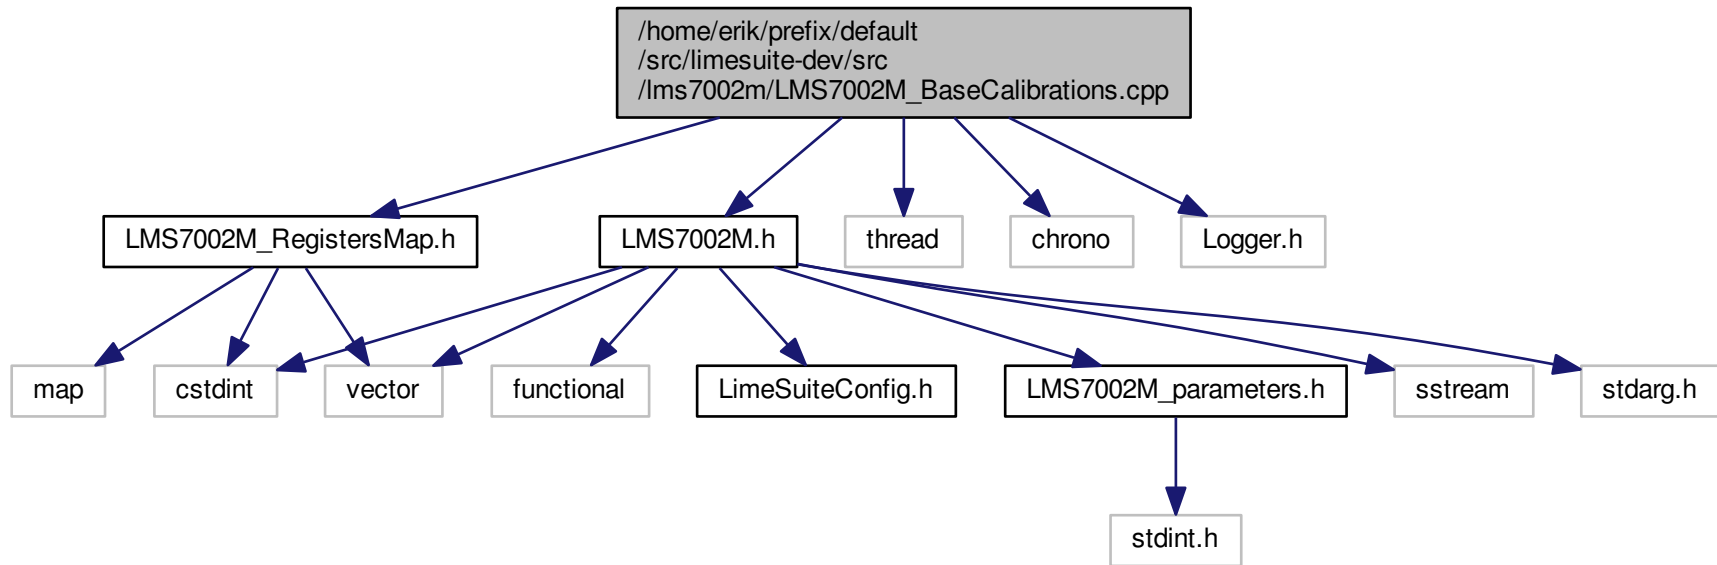 /home/erik/prefix/default
/src/limesuite-dev/src
/lms7002m/LMS7002M_BaseCalibrations.cpp
LMS7002M_RegistersMap.h
LMS7002M.h
thread
chrono
Logger.h
map
cstdint
vector
functional
LimeSuiteConfig.h
LMS7002M_parameters.h
sstream
stdarg.h
stdint.h